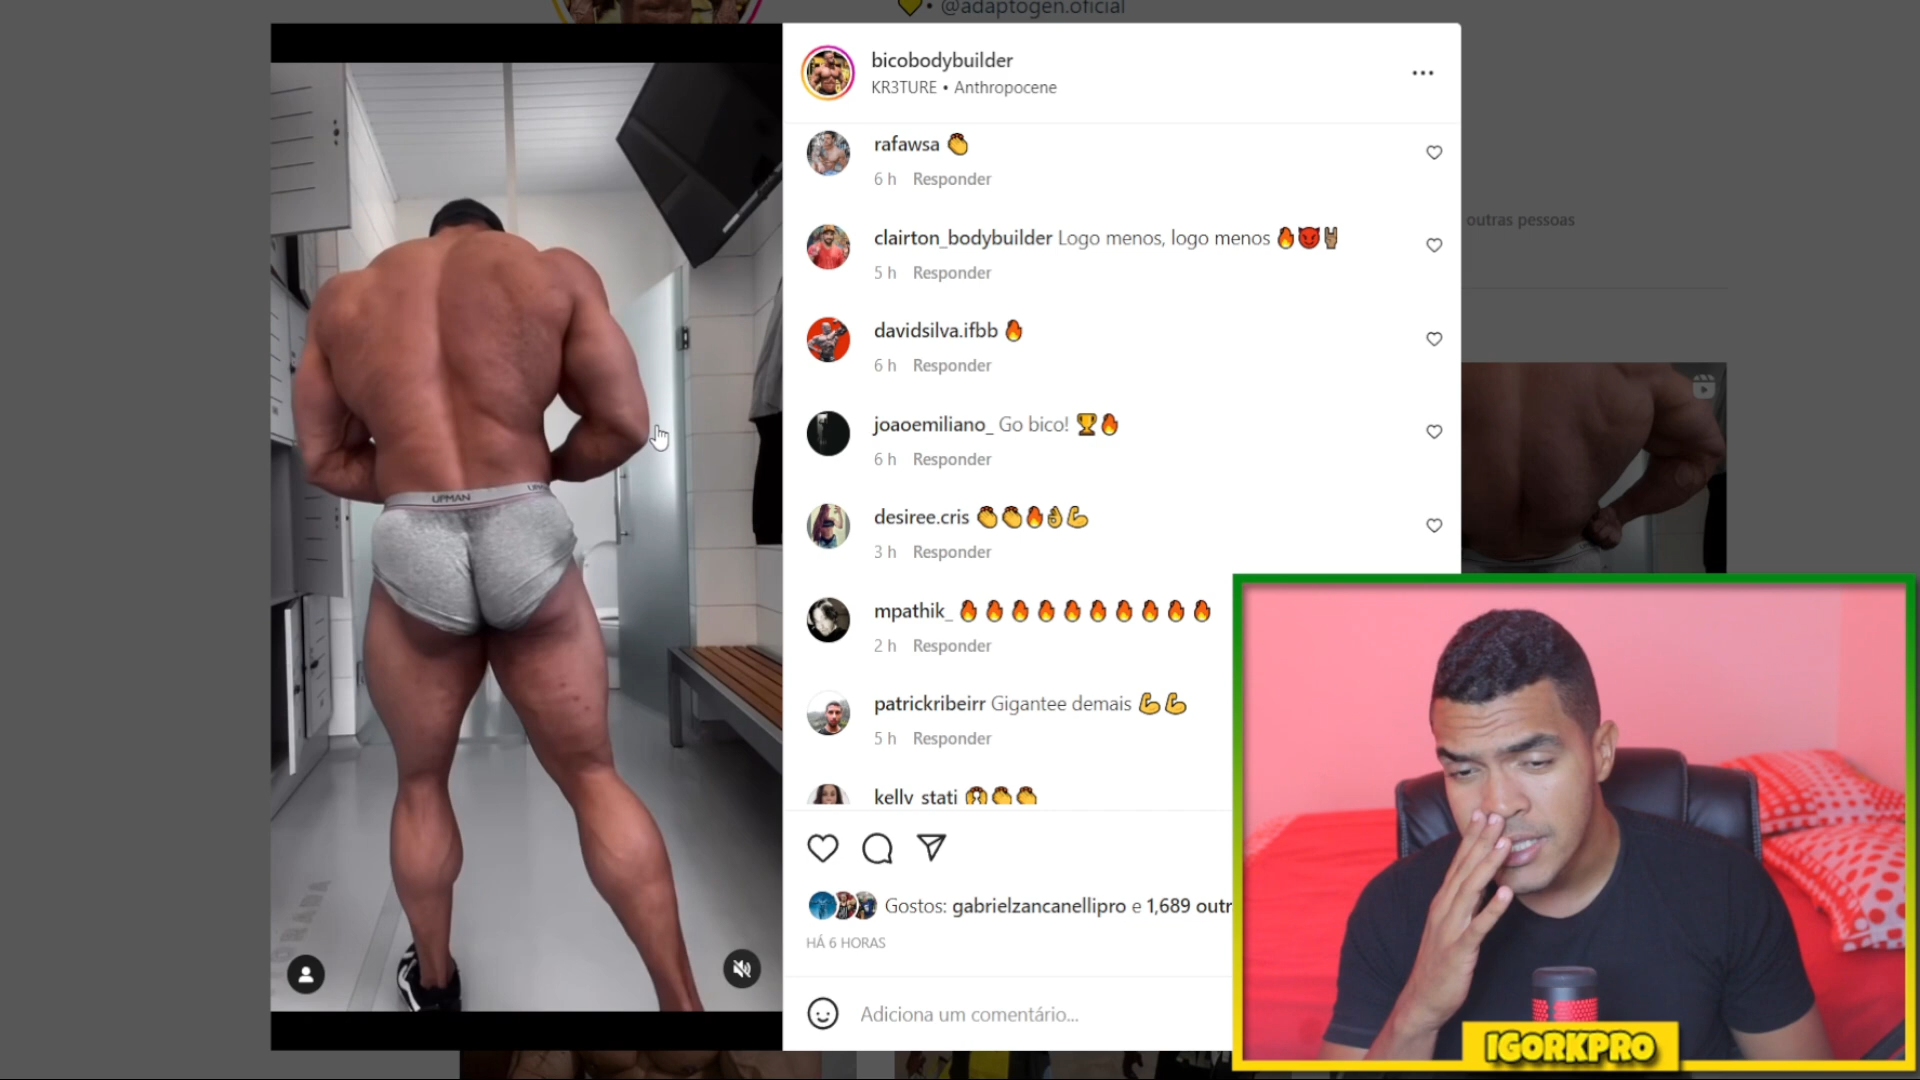 • @adaptogen.oficial
bicobodybuilder
KR3TURE • Anthropocene
rafawsa 👏
6 h Responder
clairton_bodybuilder Logo menos, logo menos 🔥😈🤘🏽
5 h Responder
davidsilva.ifbb 🔥
6 h Responder
joaoemiliano_ Go bico! 🏆🔥
6 h Responder
desiree.cris 👏👏🔥👌💪
3 h Responder
mpathik_ 🔥🔥🔥🔥🔥🔥🔥🔥🔥🔥
2 h Responder
patrickribeirr Gigantee demais 💪💪
5 h Responder
kelly_stati 🙌👏👏
Gostos: gabrielzancanellipro e 1,689 outr
HÁ 6 HORAS
Adiciona um comentário...
outras pessoas
UPMAN
IGORKPRO